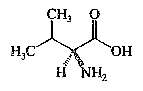 CH₃ O
H₃C OH
H NH₂